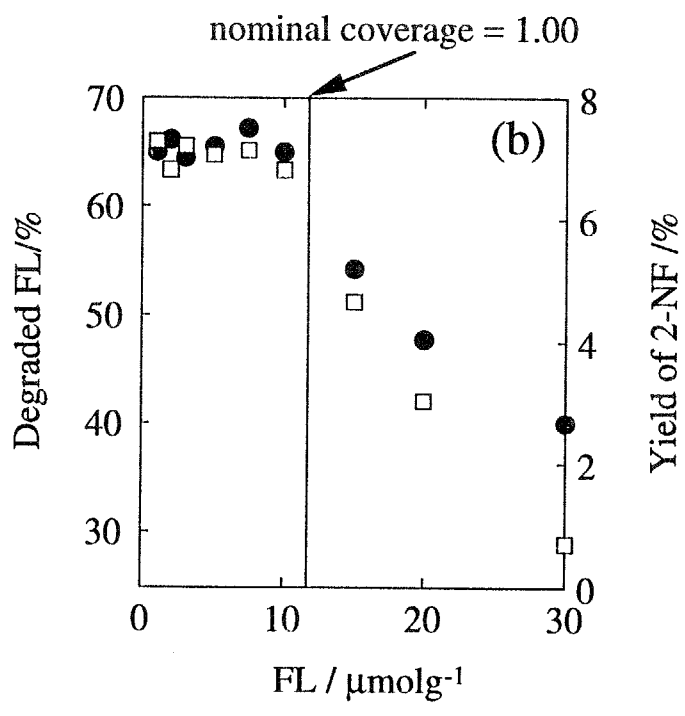 nominal coverage = 1.00
(b)
Degraded FL/%
70
60
50
40
30
8
6
4
2
0
Yield of 2-NF /%
0 10 20 30
FL / μmolg-1